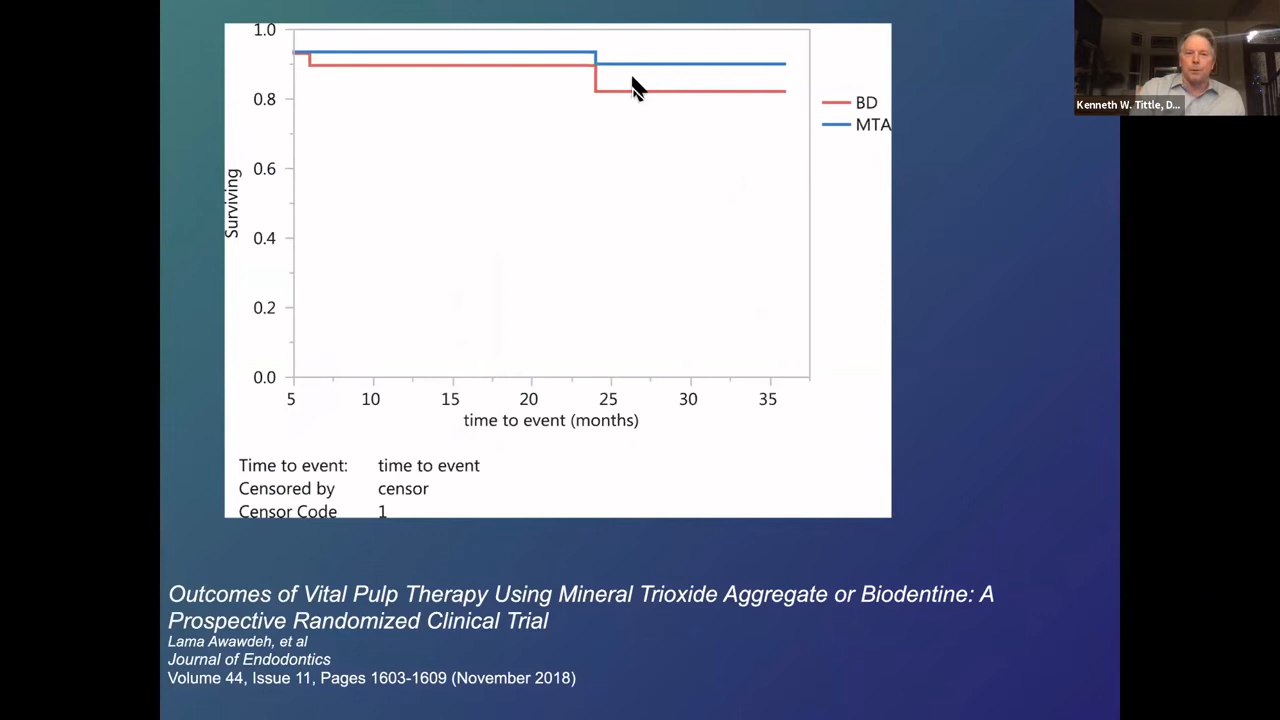 1.0
0.8
0.6
0.4
0.2
0.0
Surviving
5 10 15 20 25 30 35
time to event (months)
BD
MTA
Time to event: time to event
Censored by censor
Censor Code 1
Kenneth W. Tittle, D...
Outcomes of Vital Pulp Therapy Using Mineral Trioxide Aggregate or Biodentine: A
Prospective Randomized Clinical Trial
Lama Awawdeh, et al
Journal of Endodontics
Volume 44, Issue 11, Pages 1603-1609 (November 2018)